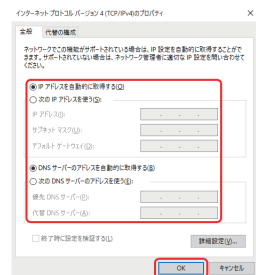 インターネット プロトコル バージョン 4 (TCP/IPv4)のプロパティ
全般 代替の構成
ネットワークでこの機能がサポートされている場合は、IP 設定を自動的に取得することがで
きます。サポートされていない場合は、ネットワーク管理者に適切な IP 設定を問い合わせて
ください。
IP アドレスを自動的に取得する(O)
次の IP アドレスを使う(S):
IP アドレス(I):
サブネット マスク(U):
デフォルト ゲートウェイ(D):
DNS サーバーのアドレスを自動的に取得する(B)
次の DNS サーバーのアドレスを使う(E):
優先 DNS サーバー(P):
代替 DNS サーバー(A):
終了時に設定を検証する(L)
詳細設定(V)...
OK キャンセル